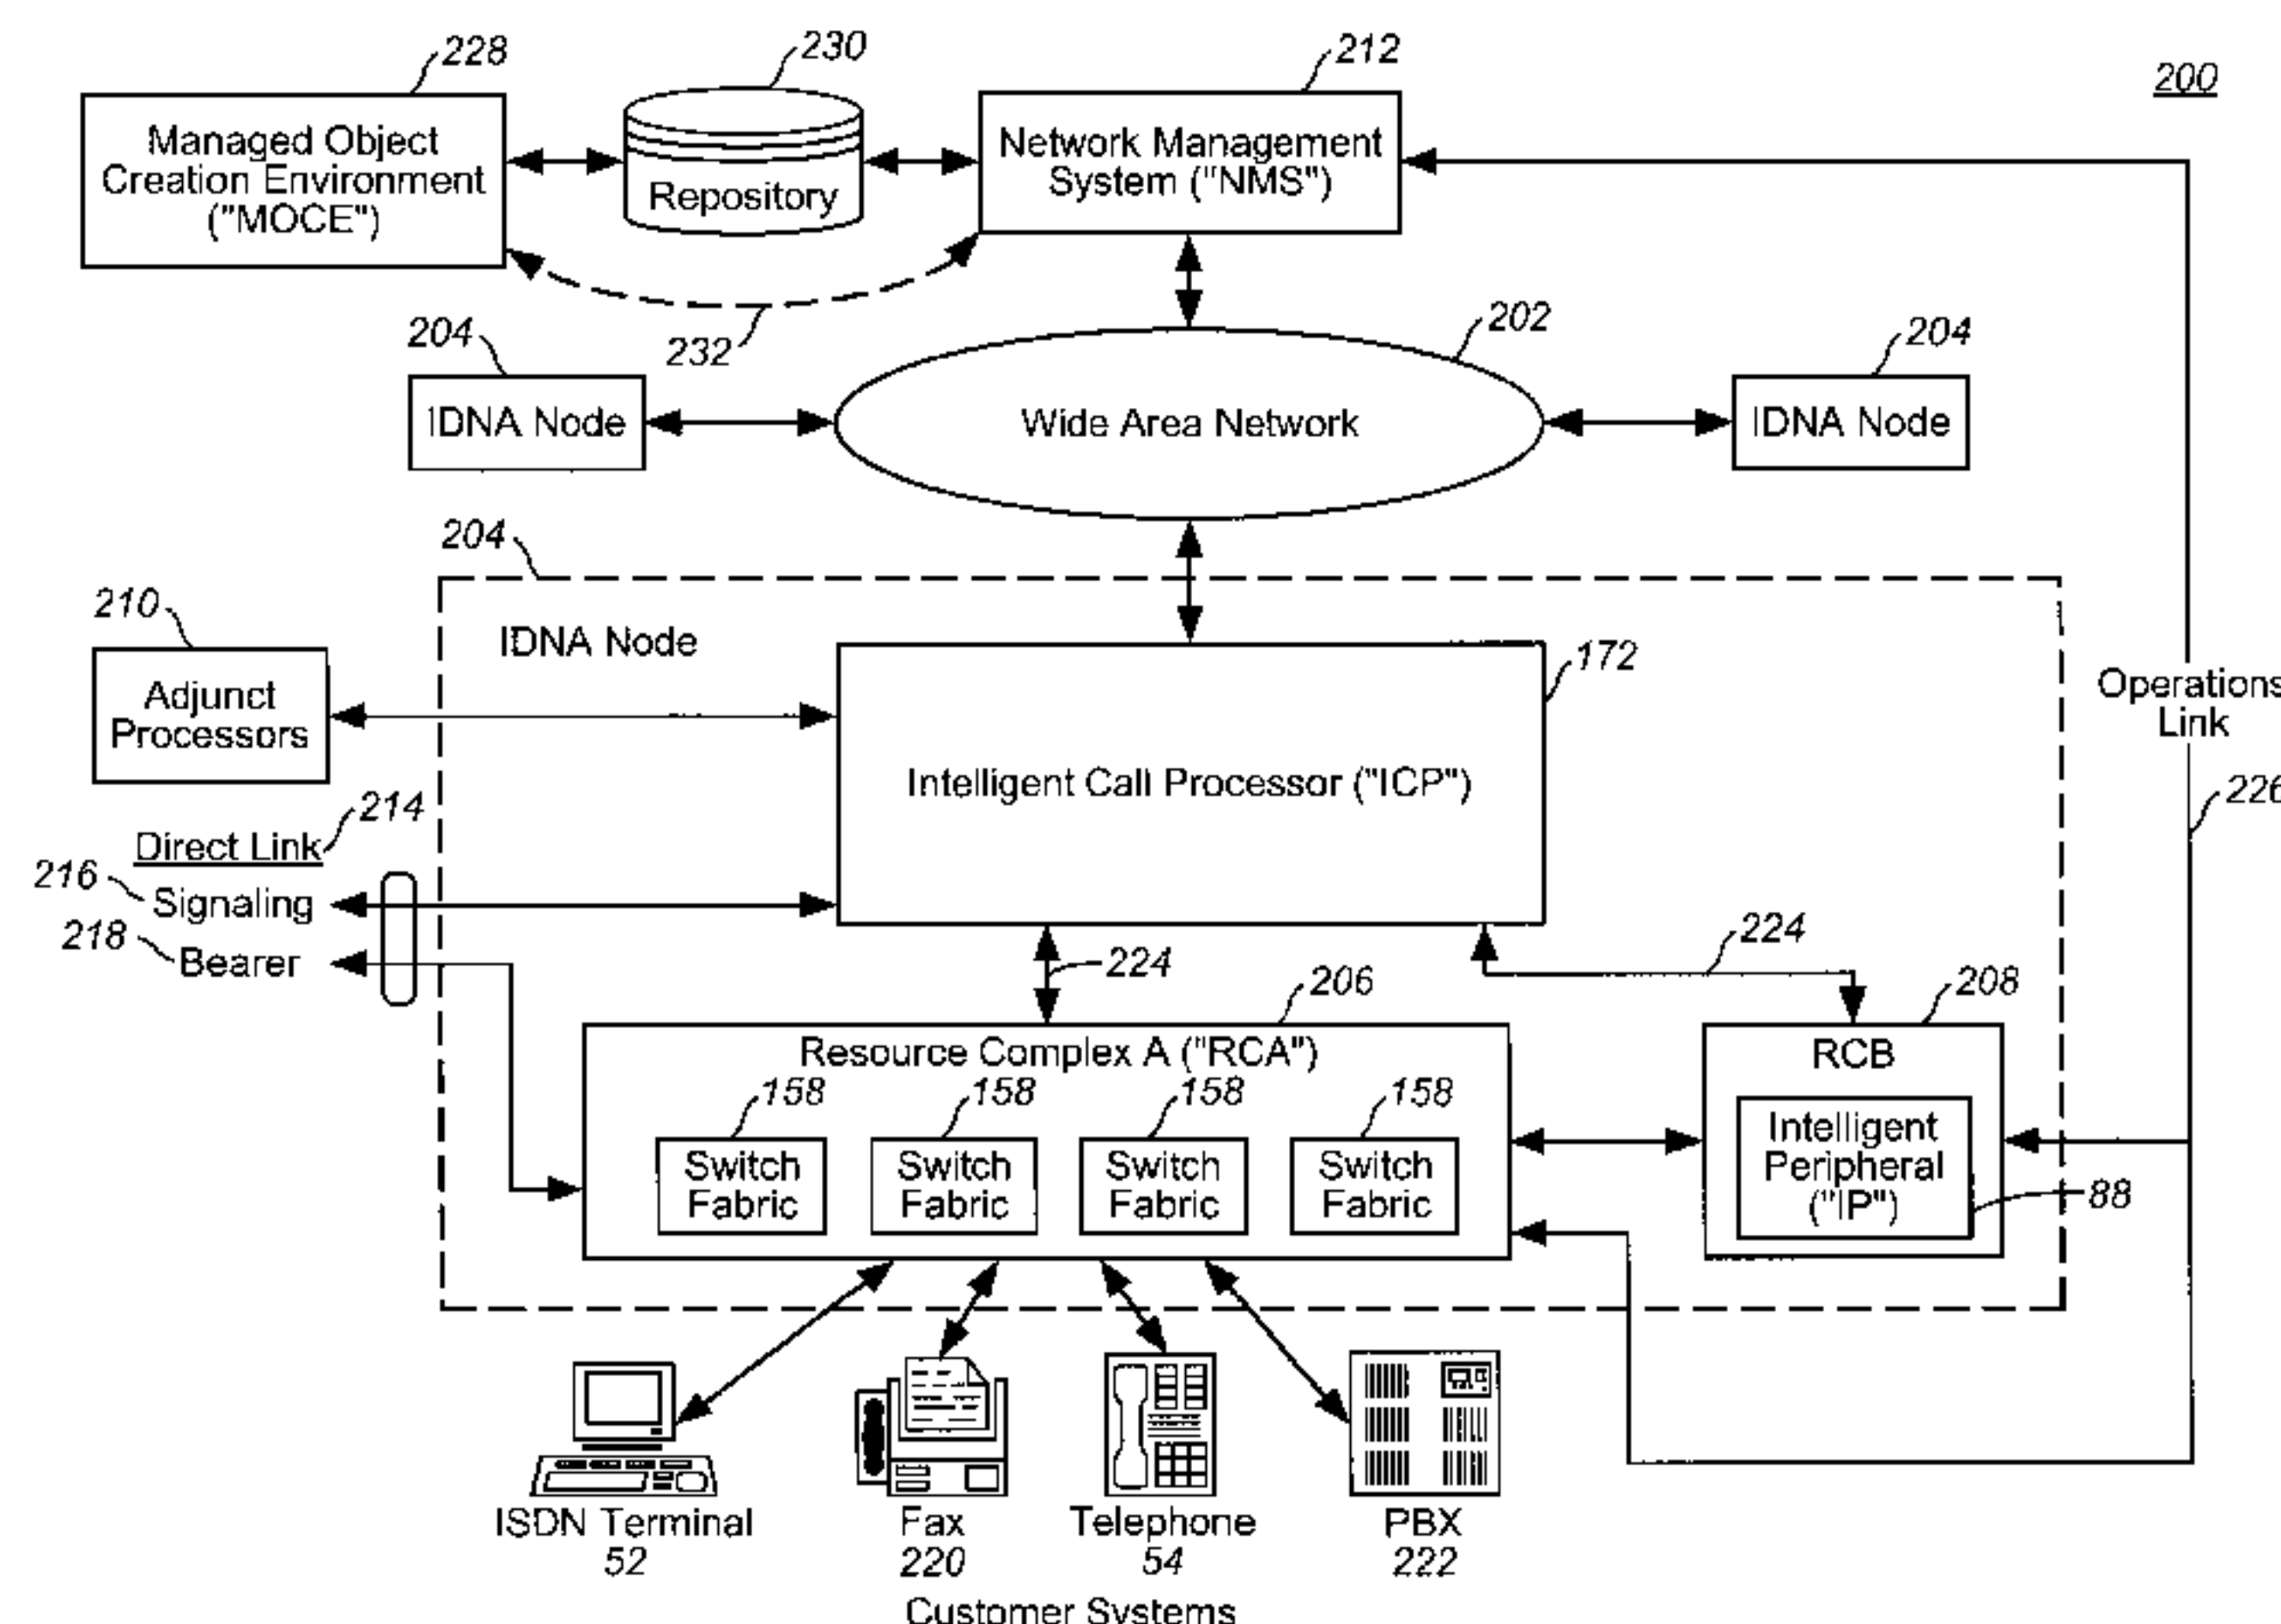 228
230
212
200
Managed Object
Creation Environment
("MOCE")
Repository
Network Management
System ("NMS")
232
204
IDNA Node
202
Wide Area Network
204
IDNA Node
204
IDNA Node
210
Adjunct
Processors
172
Intelligent Call Processor ("ICP")
Operations
Link
226
Direct Link
214
216
Signaling
218
Bearer
224
224
206
Resource Complex A ("RCA")
158
158
158
158
Switch
Fabric
Switch
Fabric
Switch
Fabric
Switch
Fabric
208
RCB
Intelligent
Peripheral
("IP")
88
ISDN Terminal
52
Fax
220
Telephone
54
PBX
222
Customer Systems